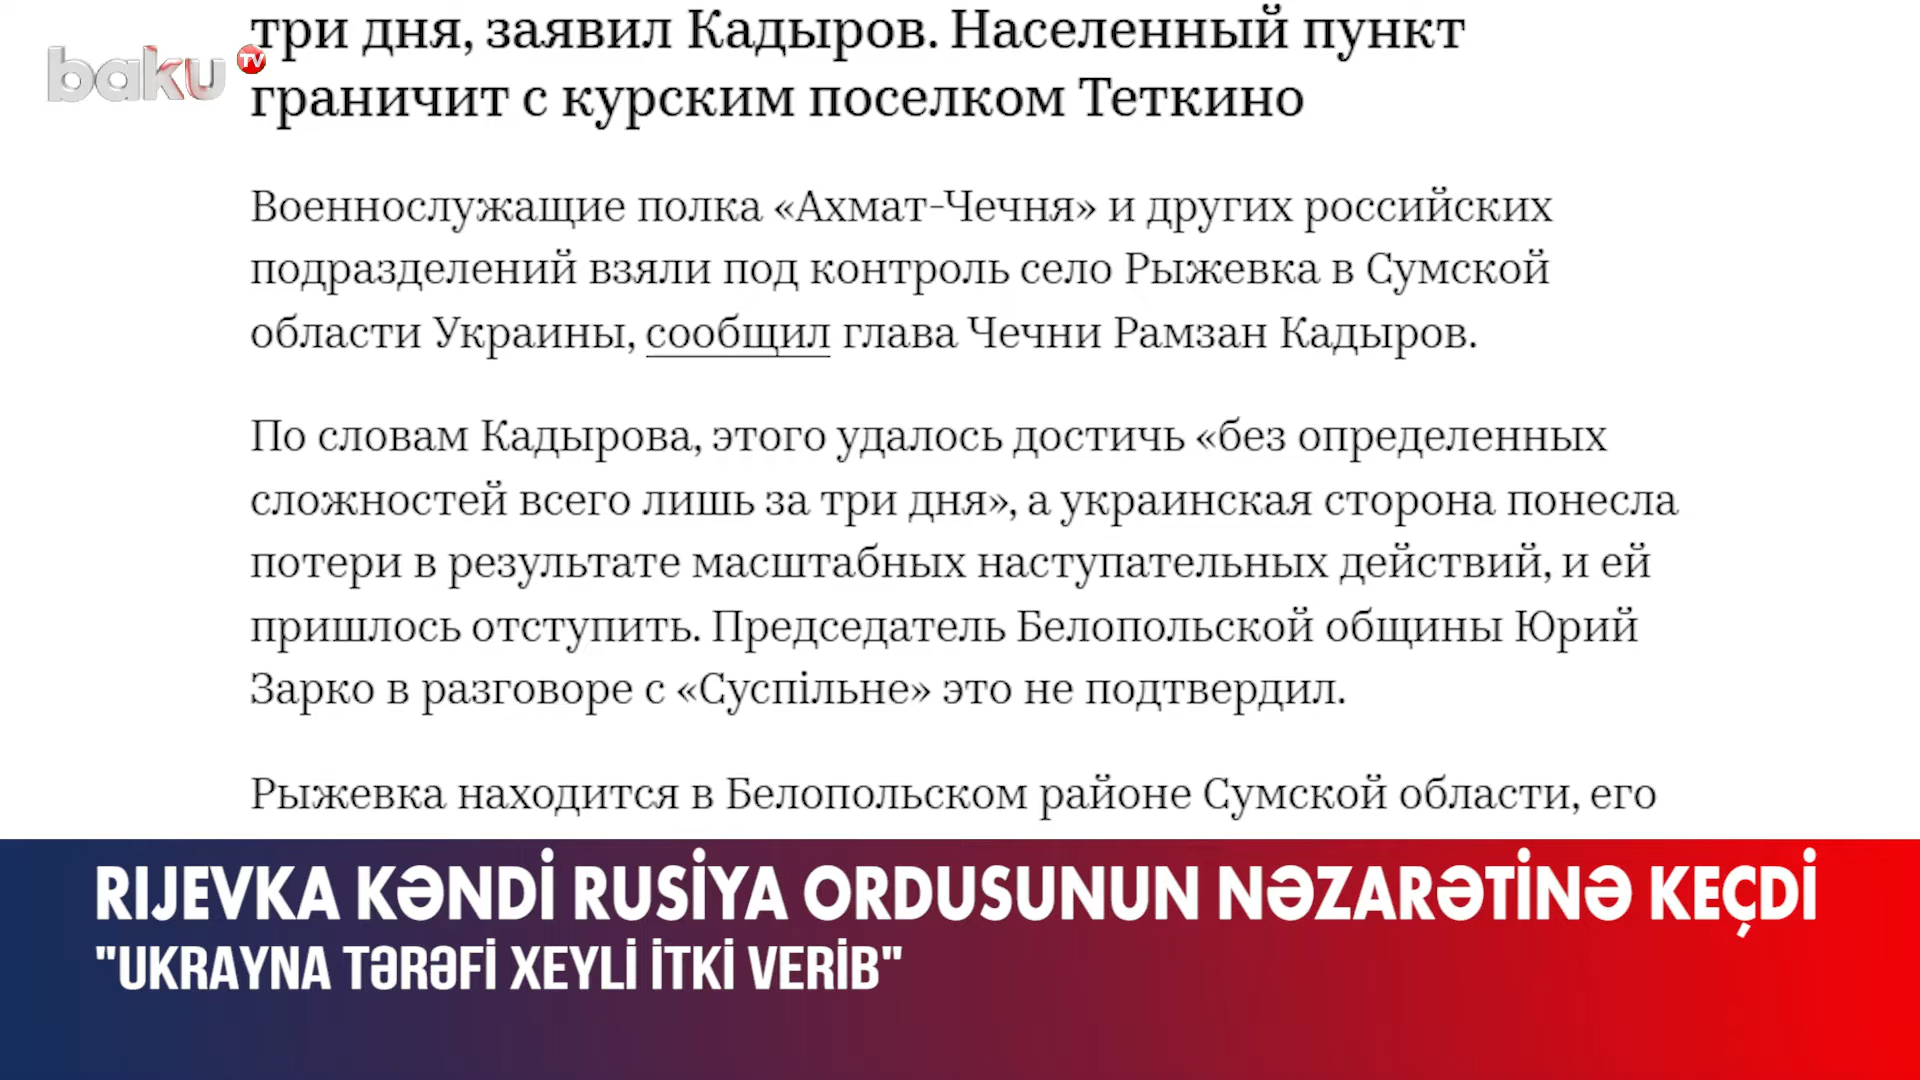 три дня, заявил Кадыров. Населенный пункт
baku TV
граничит с курским поселком Теткино
Военнослужащие полка «Ахмат-Чечня» и других российских
подразделений взяли под контроль село Рыжевка в Сумской
области Украины, сообщил глава Чечни Рамзан Кадыров.
По словам Кадырова, этого удалось достичь «без определенных
сложностей всего лишь за три дня», а украинская сторона понесла
потери в результате масштабных наступательных действий, и ей
пришлось отступить. Председатель Белопольской общины Юрий
Зарко в разговоре с «Суспільне» это не подтвердил.
Рыжевка находится в Белопольском районе Сумской области, его
RIJEVKA KƏNDİ RUSİYA ORDUSUNUN NƏZARƏTİNƏ KEÇDİ
"UKRAYNA TƏRƏFİ XEYLİ İTKİ VERİB"